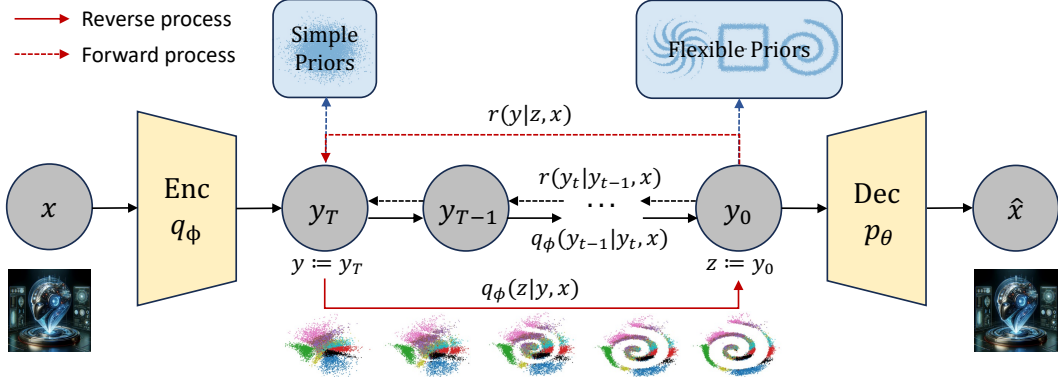 Reverse process
Forward process
Simple
Priors
Flexible Priors
r(y|z, x)
r(y_t|y_{t−1}, x)
x
Enc
q_ϕ
y_T
y_{T−1}
⋯
y_0
Dec
p_θ
x̂
q_ϕ(y_{t−1}|y_t, x)
y ≔ y_T
z ≔ y_0
q_ϕ(z|y, x)